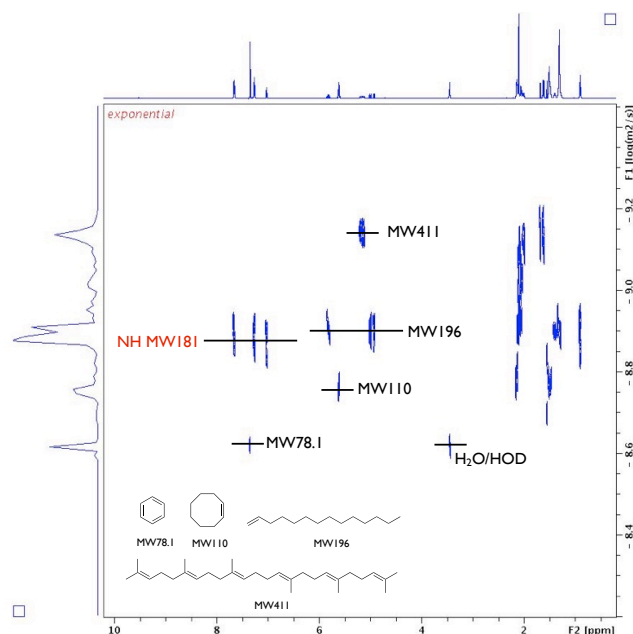 exponential
F1 [log(m2/s)]
- 9.2
- 9.0
- 8.8
- 8.6
- 8.4
MW411
NH MW181
MW196
MW110
MW78.1
H₂O/HOD
MW78.1
MW110
MW196
MW411
10
8
6
4
2
F2 [ppm]